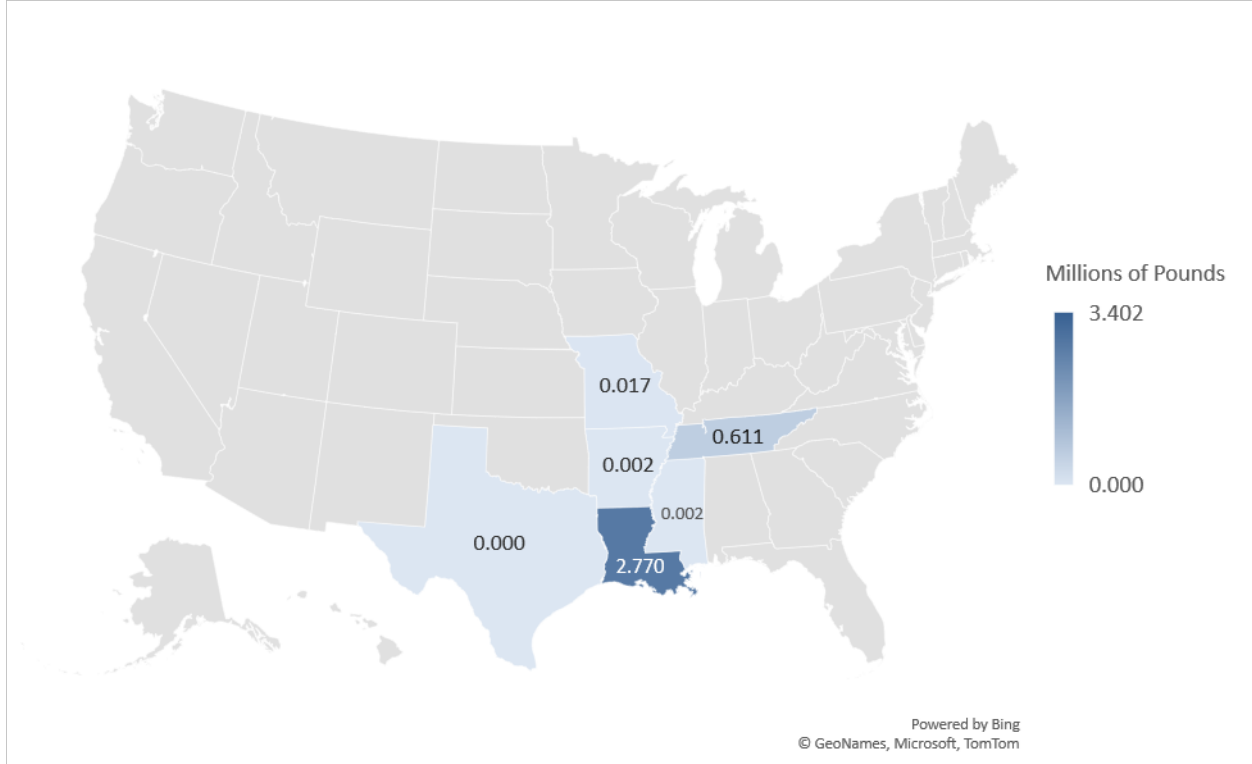 Millions of Pounds
3.402
0.017
0.611
0.002
0.000
0.002
0.000
2.770
Powered by Bing
© GeoNames, Microsoft, TomTom